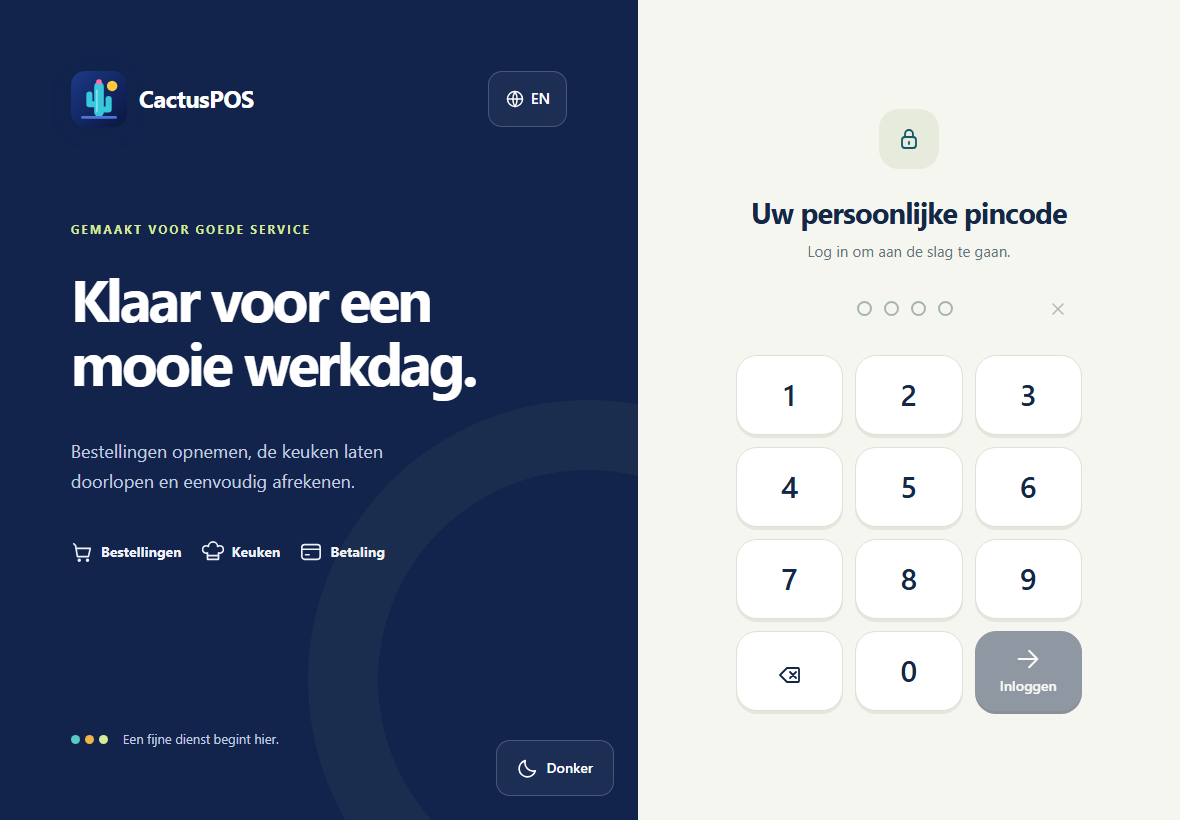 CactusPOS
EN
GEMAAKT VOOR GOEDE SERVICE
Klaar voor een
mooie werkdag.
Bestellingen opnemen, de keuken laten
doorlopen en eenvoudig afrekenen.
Bestellingen
Keuken
Betaling
Een fijne dienst begint hier.
Donker
Uw persoonlijke pincode
Log in om aan de slag te gaan.
1 2 3
4 5 6
7 8 9
0
Inloggen